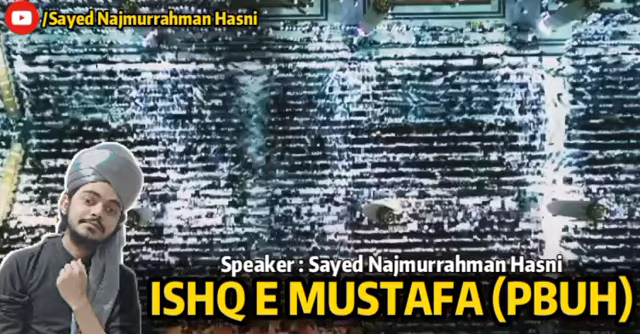 /Sayed Najmurrahman Hasni
Speaker : Sayed Najmurrahman Hasni
ISHQ E MUSTAFA (PBUH)